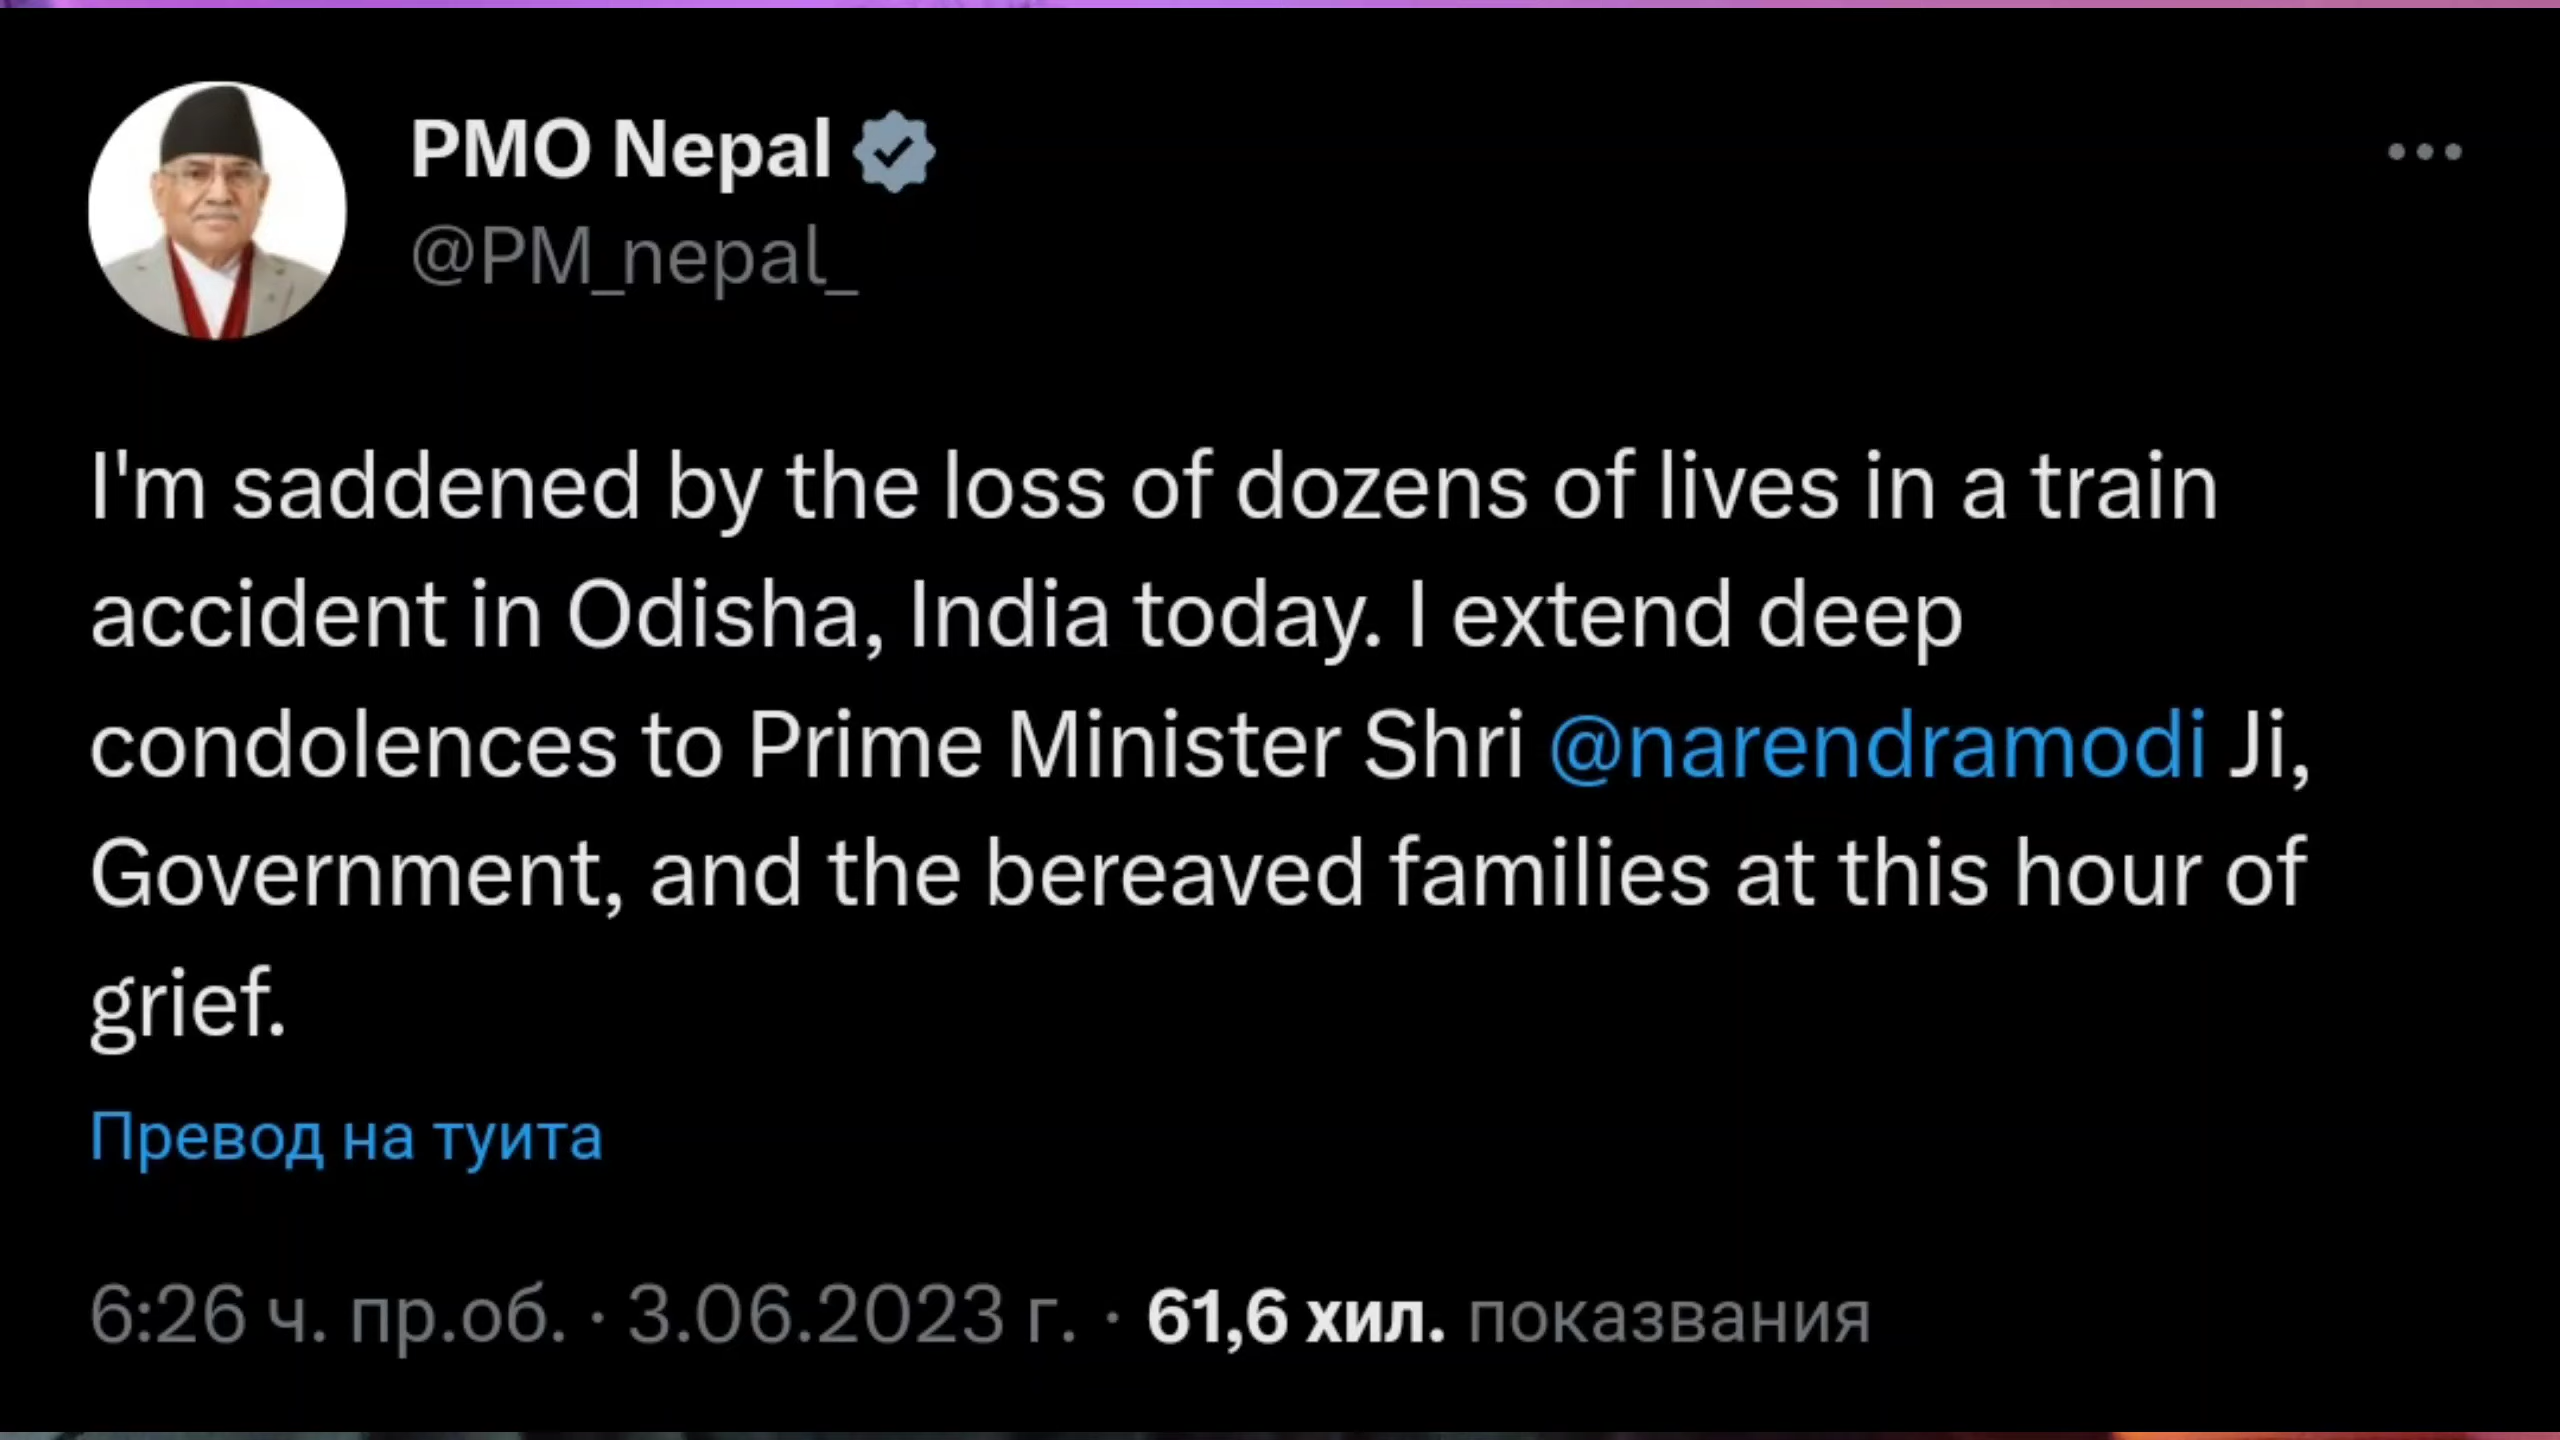 PMO Nepal
@PM_nepal_
I'm saddened by the loss of dozens of lives in a train
accident in Odisha, India today. I extend deep
condolences to Prime Minister Shri @narendramodi Ji,
Government, and the bereaved families at this hour of
grief.
Превод на туита
6:26 ч. пр.об. · 3.06.2023 г. · 61,6 хил. показвания